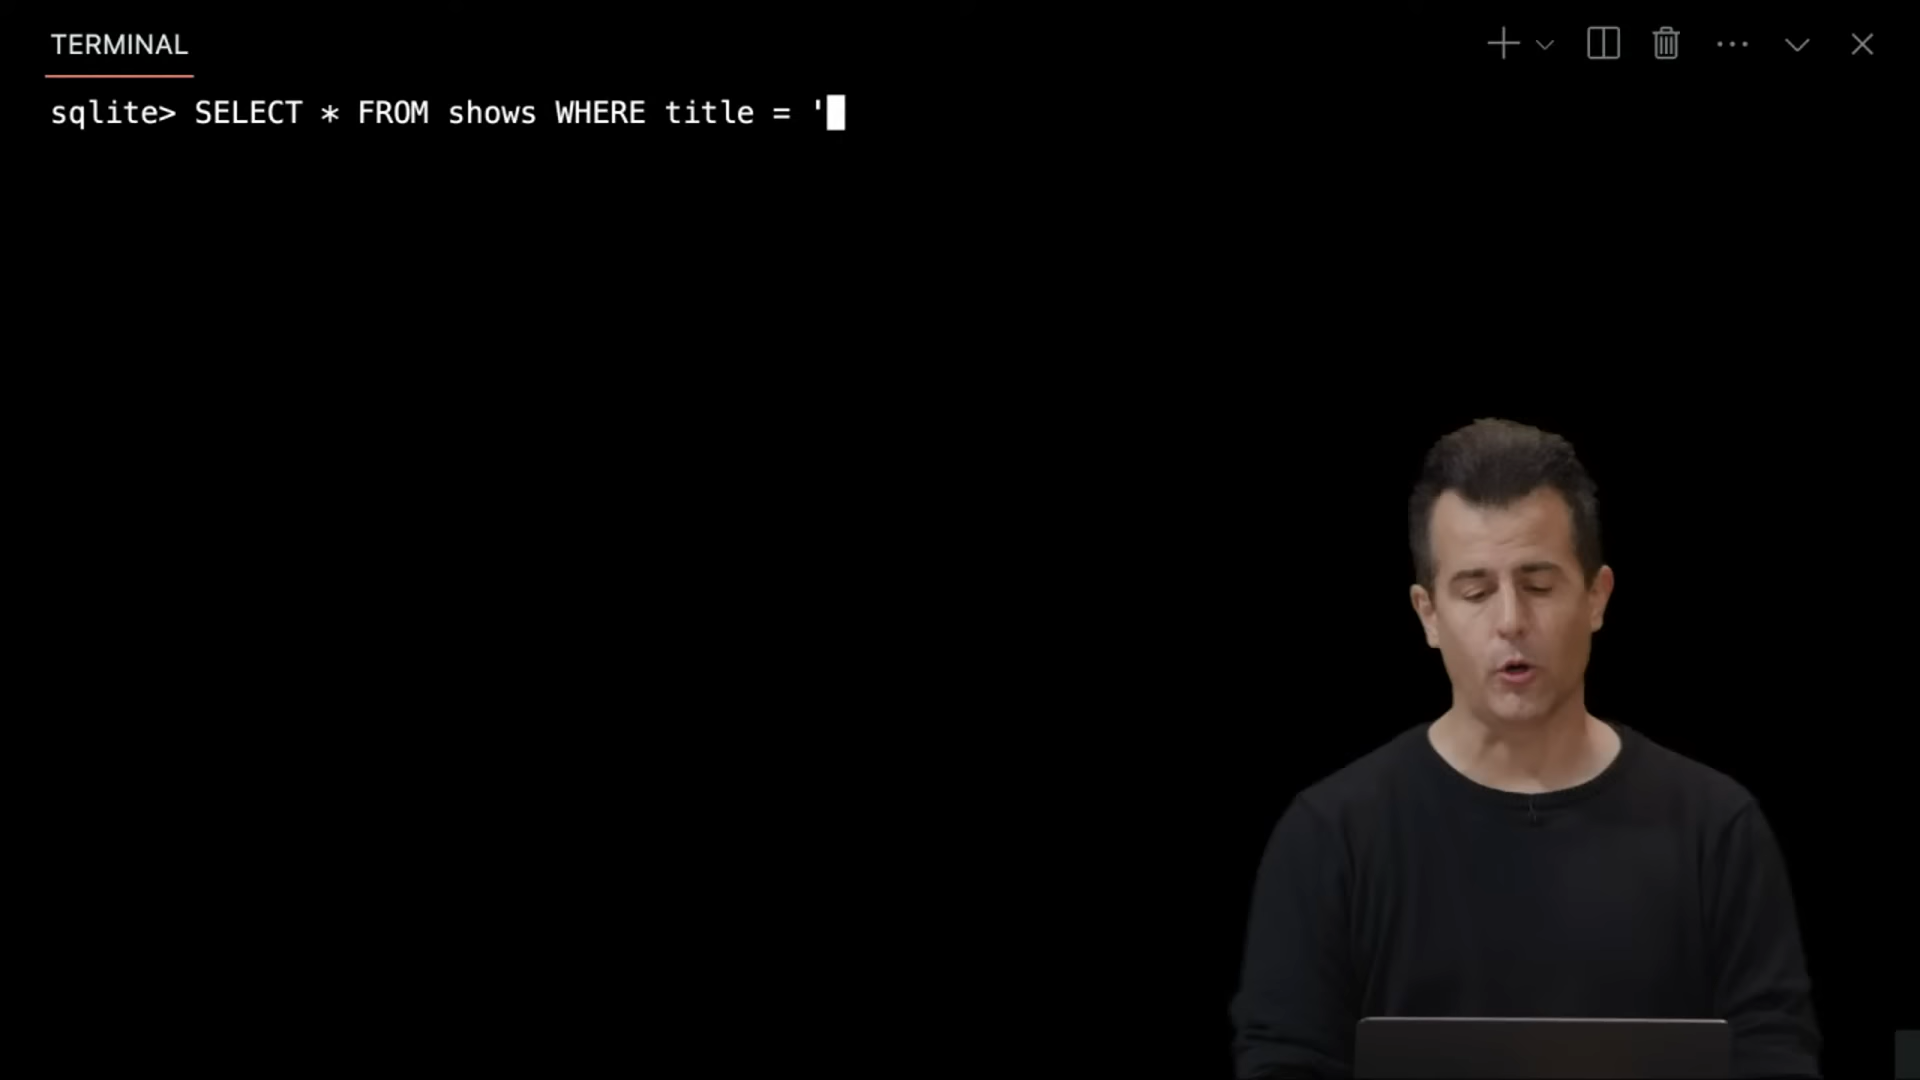 TERMINAL
sqlite> SELECT * FROM shows WHERE title = '